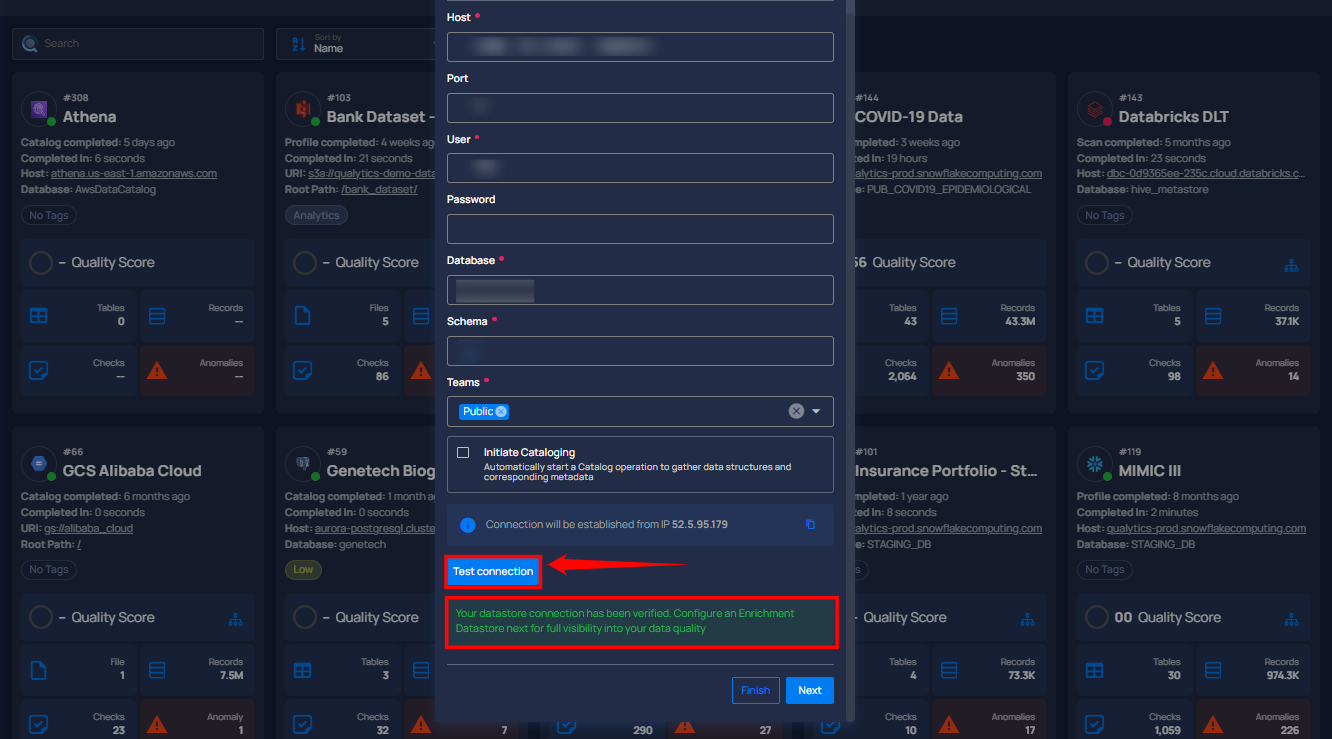 Search
Sort by
Name
#308
Athena
Catalog completed: 5 days ago
Completed In: 6 seconds
Host: athena.us-east-1.amazonaws.com
Database: AwsDataCatalog
No Tags
– Quality Score
Tables
0
Records
--
Checks
--
Anomalies
--
#103
Bank Dataset -
Profile completed: 4 weeks ag
Completed In: 21 seconds
URI: s3a://qualytics-demo-data
Root Path: /bank_dataset/
Analytics
– Quality Score
Files
5
Checks
86
Host *
Port
User *
Password
Database *
Schema *
Teams *
Public
Initiate Cataloging
Automatically start a Catalog operation to gather data structures and
corresponding metadata
Connection will be established from IP 52.5.95.179
Test connection
Your datastore connection has been verified. Configure an Enrichment
Datastore next for full visibility into your data quality
Finish
Next
#144
COVID-19 Data
mpleted: 3 weeks ago
ed In: 19 hours
alytics-prod.snowflakecomputing.com
e: PUB_COVID19_EPIDEMIOLOGICAL
56 Quality Score
Tables
43
Records
43.3M
Checks
2,064
Anomalies
350
#143
Databricks DLT
Scan completed: 5 months ago
Completed In: 23 seconds
Host: dbc-0d9365ee-235c.cloud.databricks.c...
Database: hive_metastore
No Tags
– Quality Score
Tables
5
Records
37.1K
Checks
98
Anomalies
14
#66
GCS Alibaba Cloud
Catalog completed: 6 months ago
Completed In: 0 seconds
URI: gs://alibaba_cloud
Root Path: /
No Tags
– Quality Score
File
1
Records
7.5M
Checks
23
Anomaly
1
#59
Genetech Biog
Catalog completed: 1 month ago
Completed In: 0 seconds
Host: aurora-postgresql.cluste
Database: genetech
Low
– Quality Score
Tables
3
Checks
32
7
290
27
#101
Insurance Portfolio - St...
mpleted: 1 year ago
ed In: 8 seconds
alytics-prod.snowflakecomputing.com
e: STAGING_DB
s
– Quality Score
Tables
4
Records
73.3K
Checks
10
Anomalies
17
#119
MIMIC III
Profile completed: 8 months ago
Completed In: 2 minutes
Host: qualytics-prod.snowflakecomputing.com
Database: STAGING_DB
No Tags
00 Quality Score
Tables
30
Records
974.3K
Checks
1,059
Anomalies
226